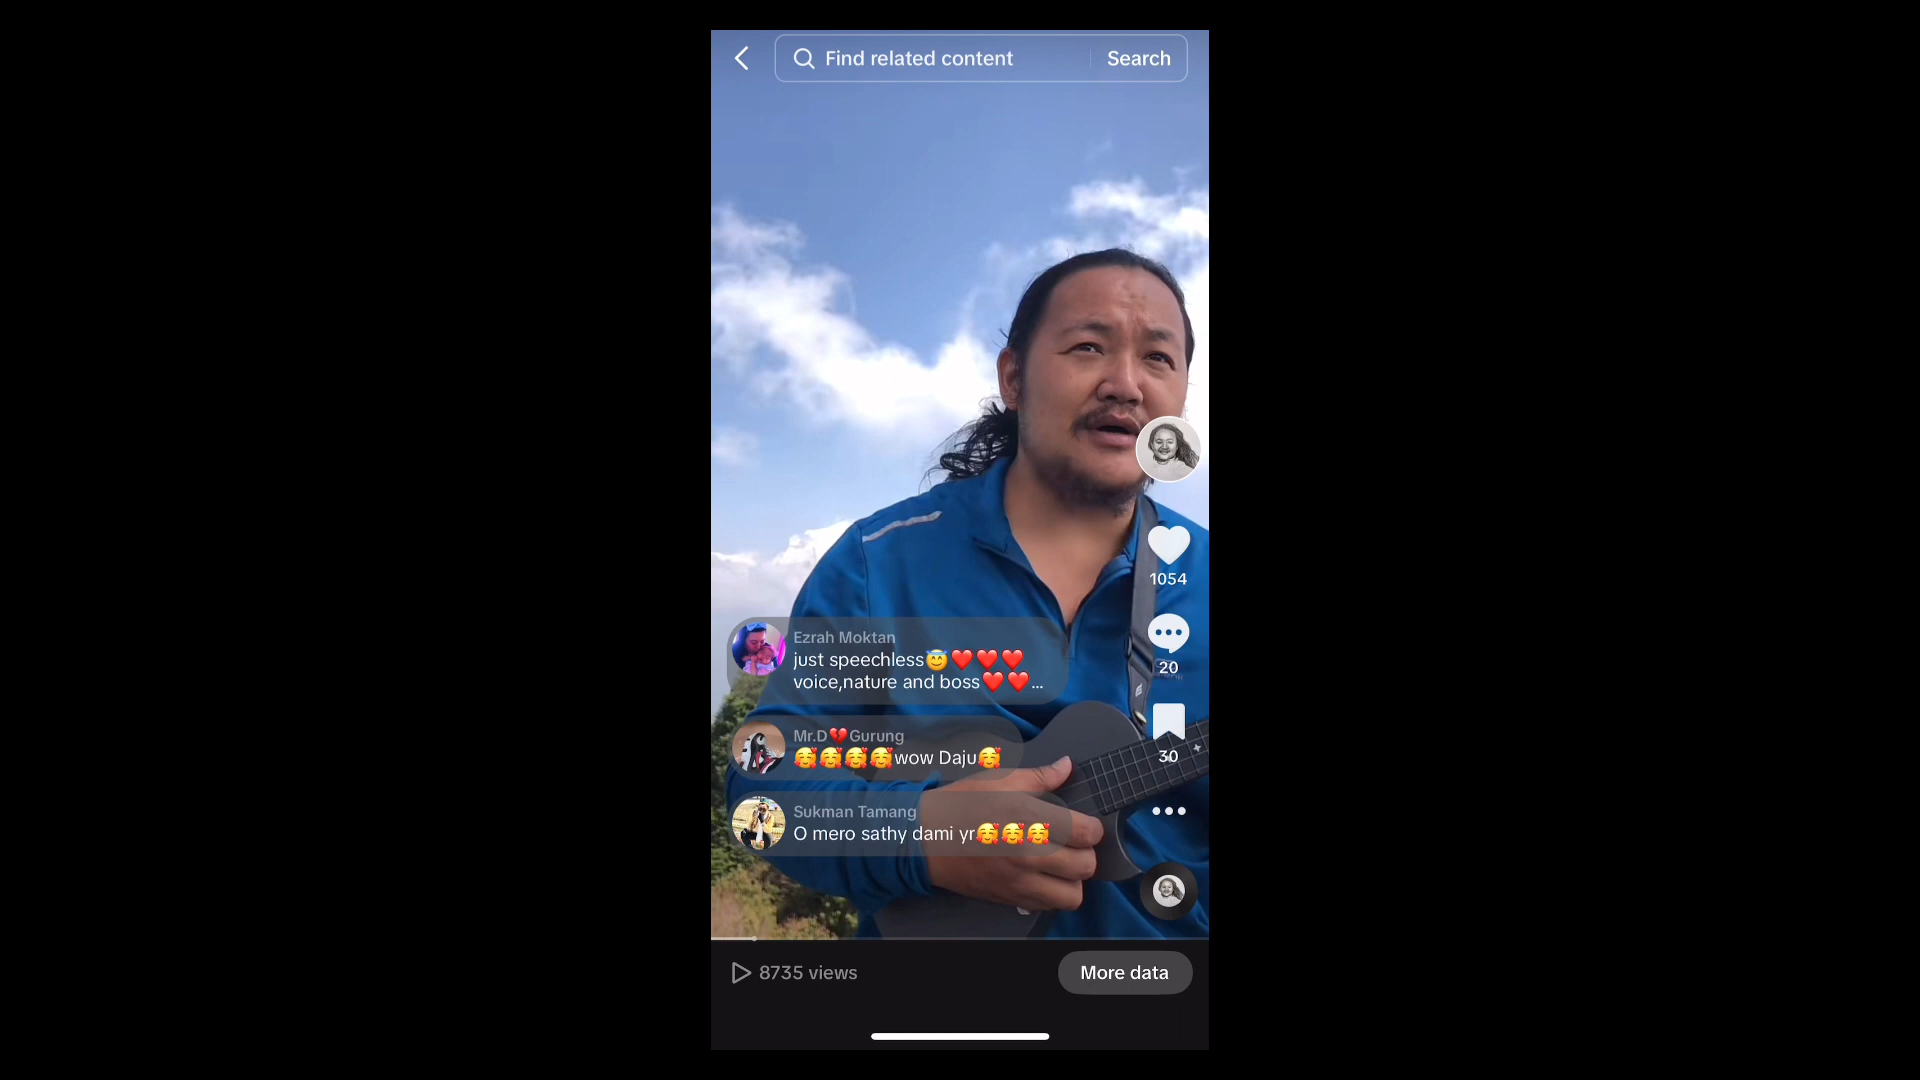 Find related content
Search
1054
Ezrah Moktan
just speechless😇❤️❤️❤️
voice,nature and boss❤️❤️...
20
Mr.D💔Gurung
🥰🥰🥰🥰wow Daju🥰
30
Sukman Tamang
O mero sathy dami yr🥰🥰🥰
8735 views
More data